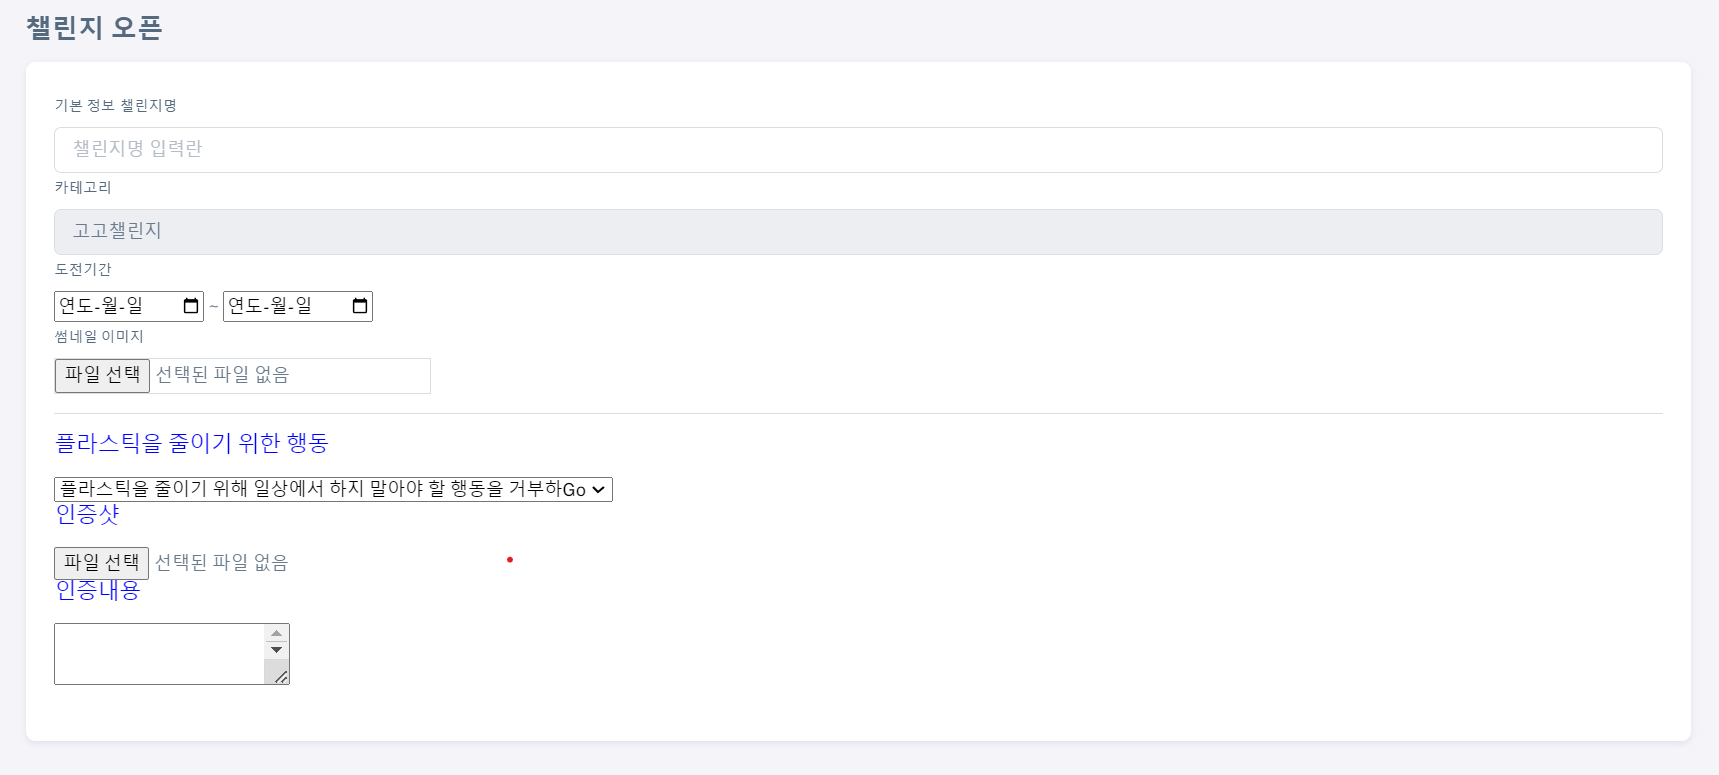 챌린지 오픈
기본 정보 챌린지명
챌린지명 입력란
카테고리
고고챌린지
도전기간
연도-월-일 ~ 연도-월-일
썸네일 이미지
파일 선택 선택된 파일 없음
플라스틱을 줄이기 위한 행동
플라스틱을 줄이기 위해 일상에서 하지 말아야 할 행동을 거부하Go
인증샷
파일 선택 선택된 파일 없음
인증내용